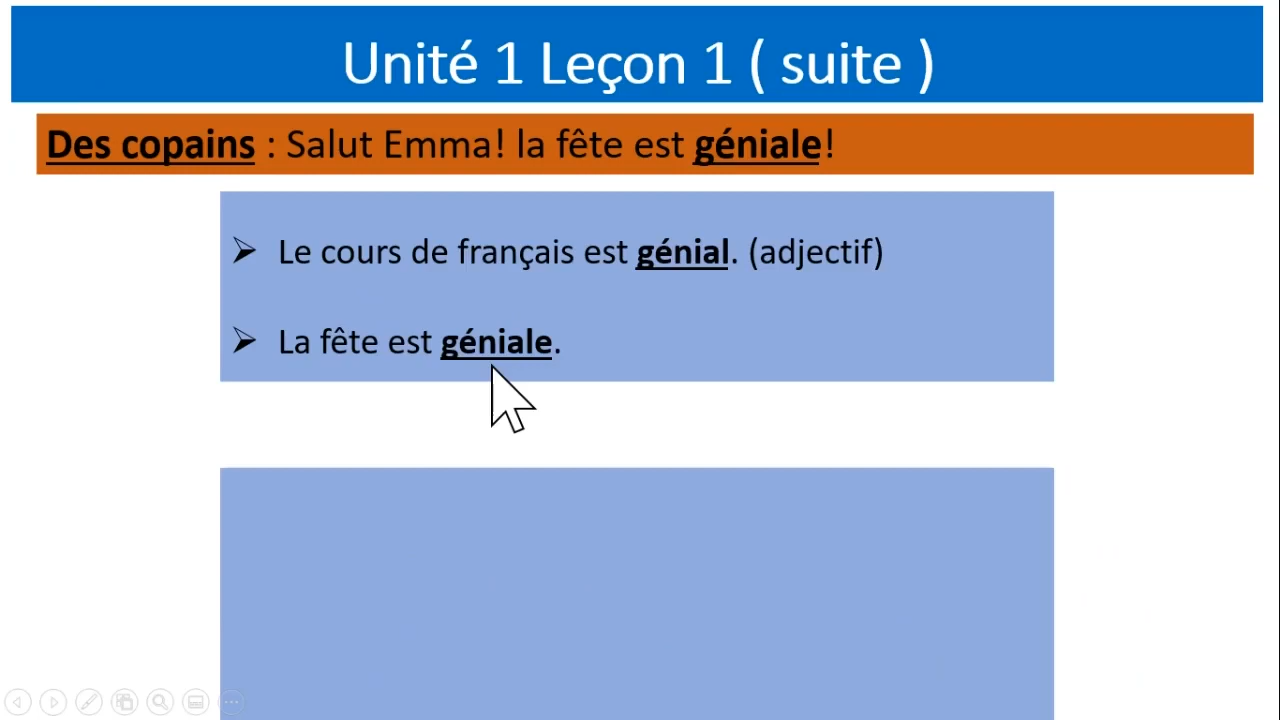 Unité 1 Leçon 1 ( suite )
Des copains : Salut Emma! la fête est géniale!
➢ Le cours de français est génial. (adjectif)
➢ La fête est géniale.